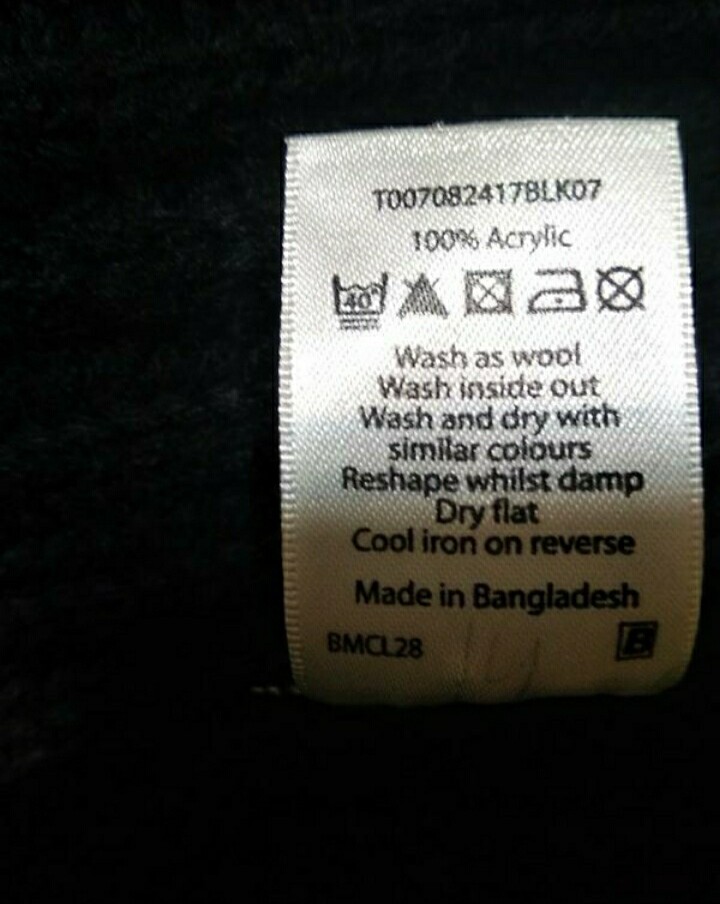 T007082417BLK07
100% Acrylic
40°
Wash as wool
Wash inside out
Wash and dry with
similar colours
Reshape whilst damp
Dry flat
Cool iron on reverse
Made in Bangladesh
BMCL28
B